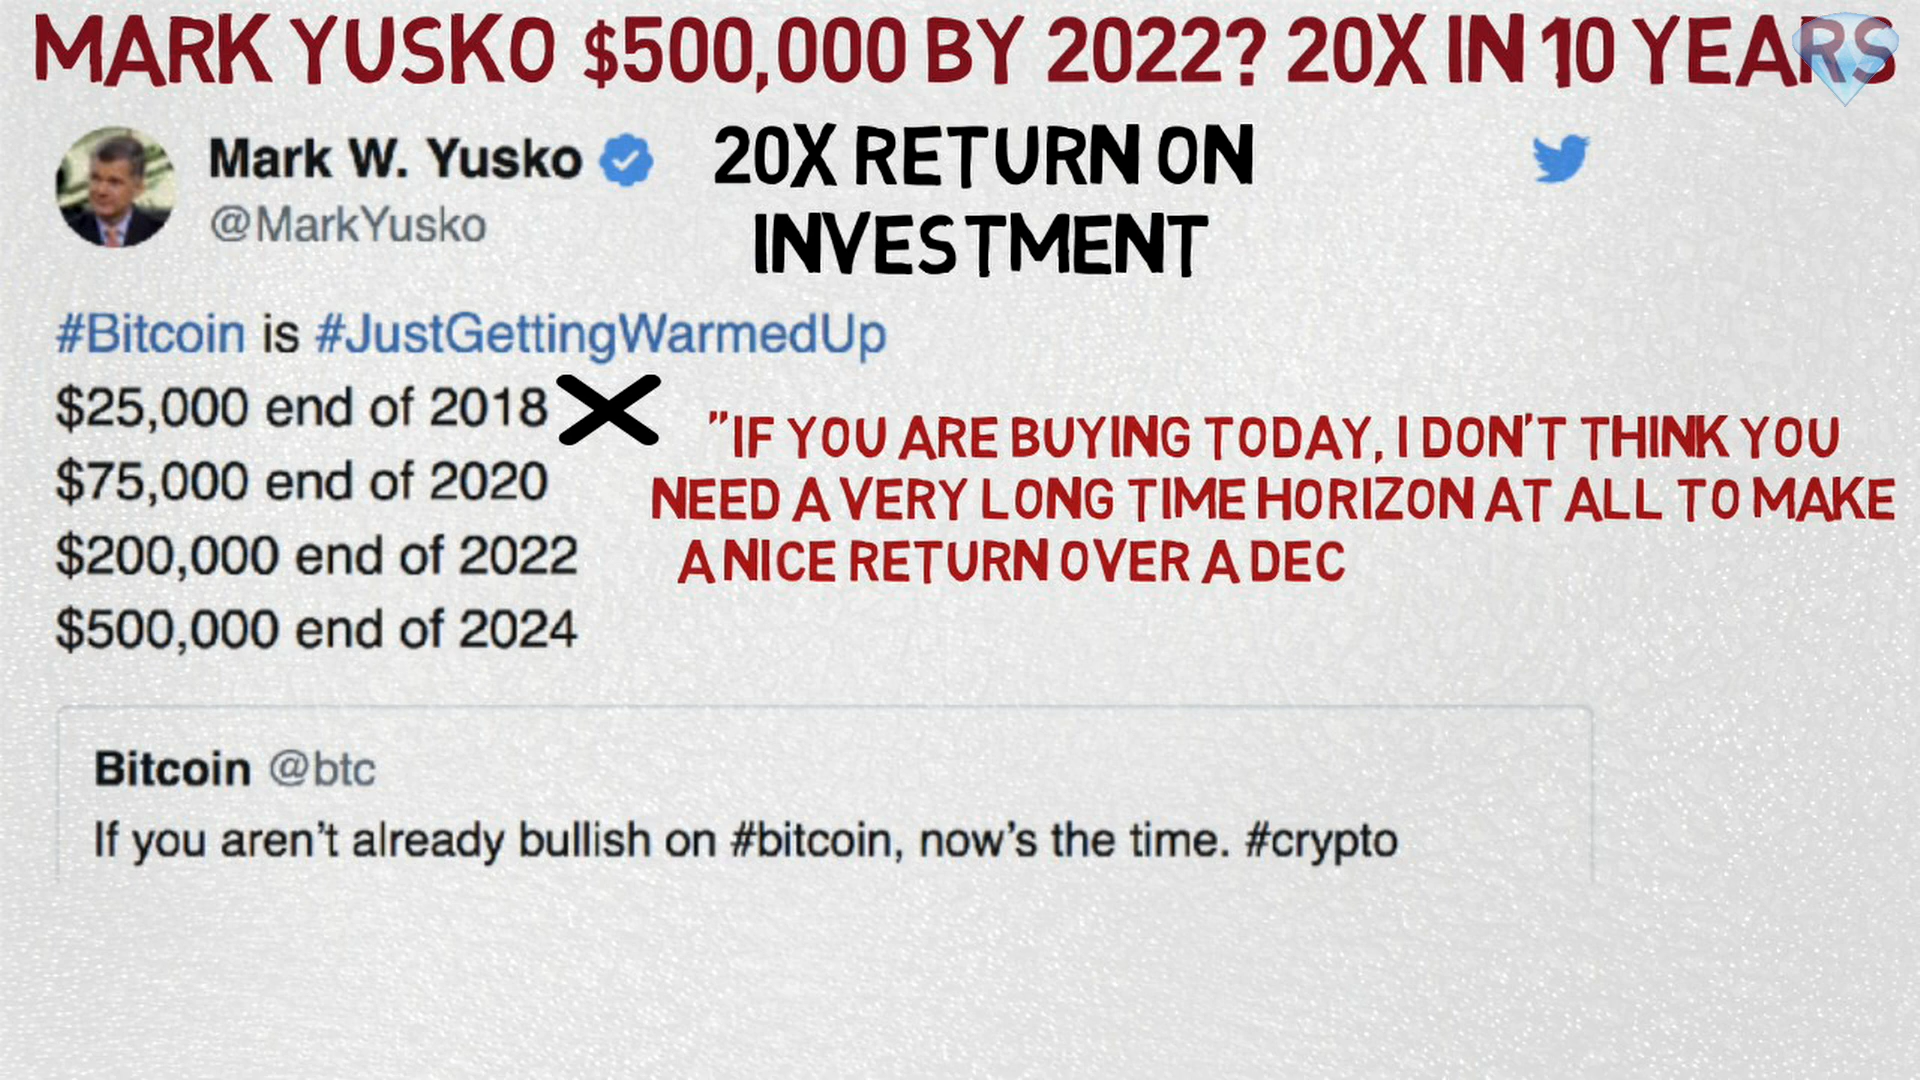 MARK YUSKO $500,000 BY 2022? 20X IN 10 YEARS
RS
Mark W. Yusko
@MarkYusko
20X RETURN ON
INVESTMENT
#Bitcoin is #JustGettingWarmedUp
$25,000 end of 2018
$75,000 end of 2020
$200,000 end of 2022
$500,000 end of 2024
"IF YOU ARE BUYING TODAY, I DON'T THINK YOU
NEED A VERY LONG TIME HORIZON AT ALL TO MAKE
A NICE RETURN OVER A DEC
Bitcoin @btc
If you aren't already bullish on #bitcoin, now's the time. #crypto